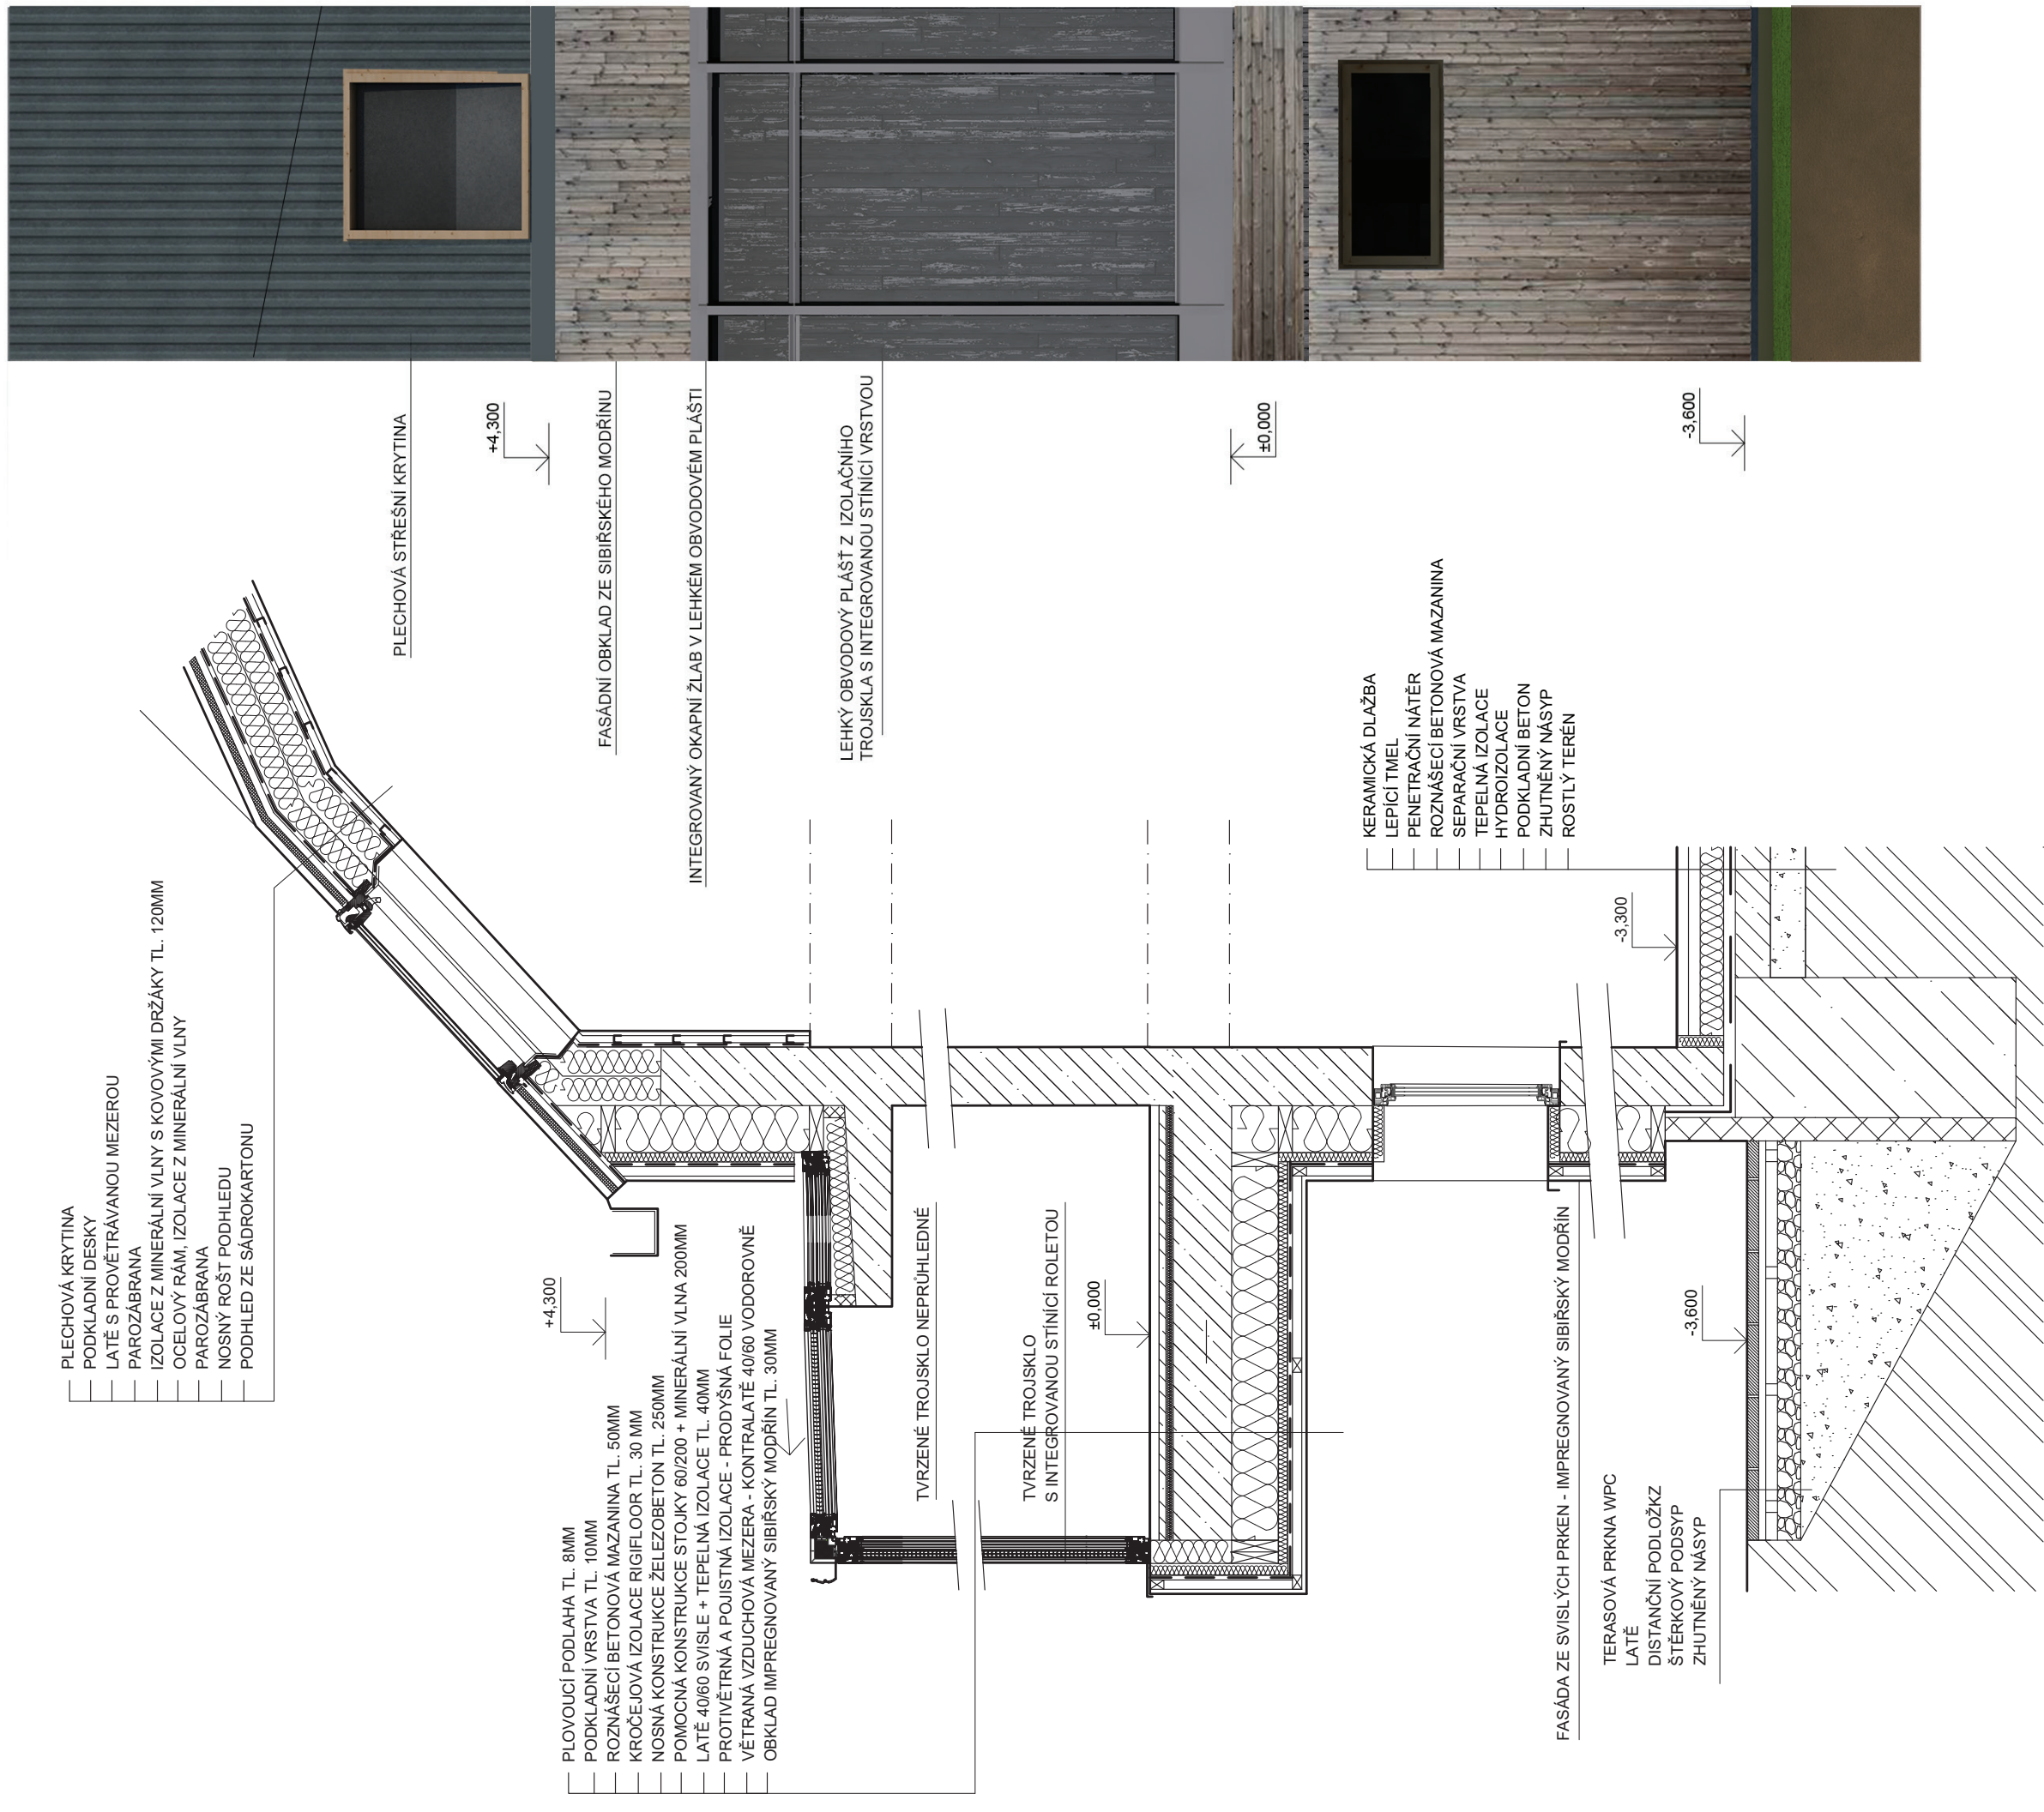 PLECHOVÁ KRYTINA
PODKLADNÍ DESKY
LATĚ S PROVĚTRÁVANOU MEZEROU
PAROZÁBRANA
IZOLACE Z MINERÁLNÍ VLNY S KOVOVÝMI DRŽÁKY TL. 120MM
OCELOVÝ RÁM, IZOLACE Z MINERÁLNÍ VLNY
PAROZÁBRANA
NOSNÝ ROŠT PODHLEDU
PODHLED ZE SÁDROKARTONU
+4,300
PLOVOUCÍ PODLAHA TL. 8MM
PODKLADNÍ VRSTVA TL. 10MM
ROZNÁŠECÍ BETONOVÁ MAZANINA TL. 50MM
KROČEJOVÁ IZOLACE RIGIFLOOR TL. 30 MM
NOSNÁ KONSTRUKCE ŽELEZOBETON TL. 250MM
POMOCNÁ KONSTRUKCE STOJKY 60/200 + MINERÁLNÍ VLNA 200MM
LATĚ 40/60 SVISLE + TEPELNÁ IZOLACE TL. 40MM
PROTIVĚTRNÁ A POJISTNÁ IZOLACE - PRODYŠNÁ FOLIE
VĚTRANÁ VZDUCHOVÁ MEZERA - KONTRALATĚ 40/60 VODOROVNĚ
OBKLAD IMPREGNOVANÝ SIBIŘSKÝ MODŘÍN TL. 30MM
TVRZENÉ TROJSKLO NEPRŮHLEDNÉ
TVRZENÉ TROJSKLO
S INTEGROVANOU STÍNÍCÍ ROLETOU
±0,000
FASÁDA ZE SVISLÝCH PRKEN - IMPREGNOVANÝ SIBIŘSKÝ MODŘÍN
TERASOVÁ PRKNA WPC
LATĚ
DISTANČNÍ PODLOŽKZ
ŠTĚRKOVÝ PODSYP
ZHUTNĚNÝ NÁSYP
-3,600
KERAMICKÁ DLAŽBA
LEPÍCÍ TMEL
PENETRAČNÍ NÁTĚR
ROZNÁŠECÍ BETONOVÁ MAZANINA
SEPARAČNÍ VRSTVA
TEPELNÁ IZOLACE
HYDROIZOLACE
PODKLADNÍ BETON
ZHUTNĚNÝ NÁSYP
ROSTLÝ TERÉN
-3,300
PLECHOVÁ STŘEŠNÍ KRYTINA
+4,300
FASÁDNÍ OBKLAD ZE SIBIŘSKÉHO MODŘÍNU
INTEGROVANÝ OKAPNÍ ŽLAB V LEHKÉM OBVODOVÉM PLÁŠTI
LEHKÝ OBVODOVÝ PLÁŠŤ Z IZOLAČNÍHO
TROJSKLA S INTEGROVANOU STÍNÍCÍ VRSTVOU
±0,000
-3,600